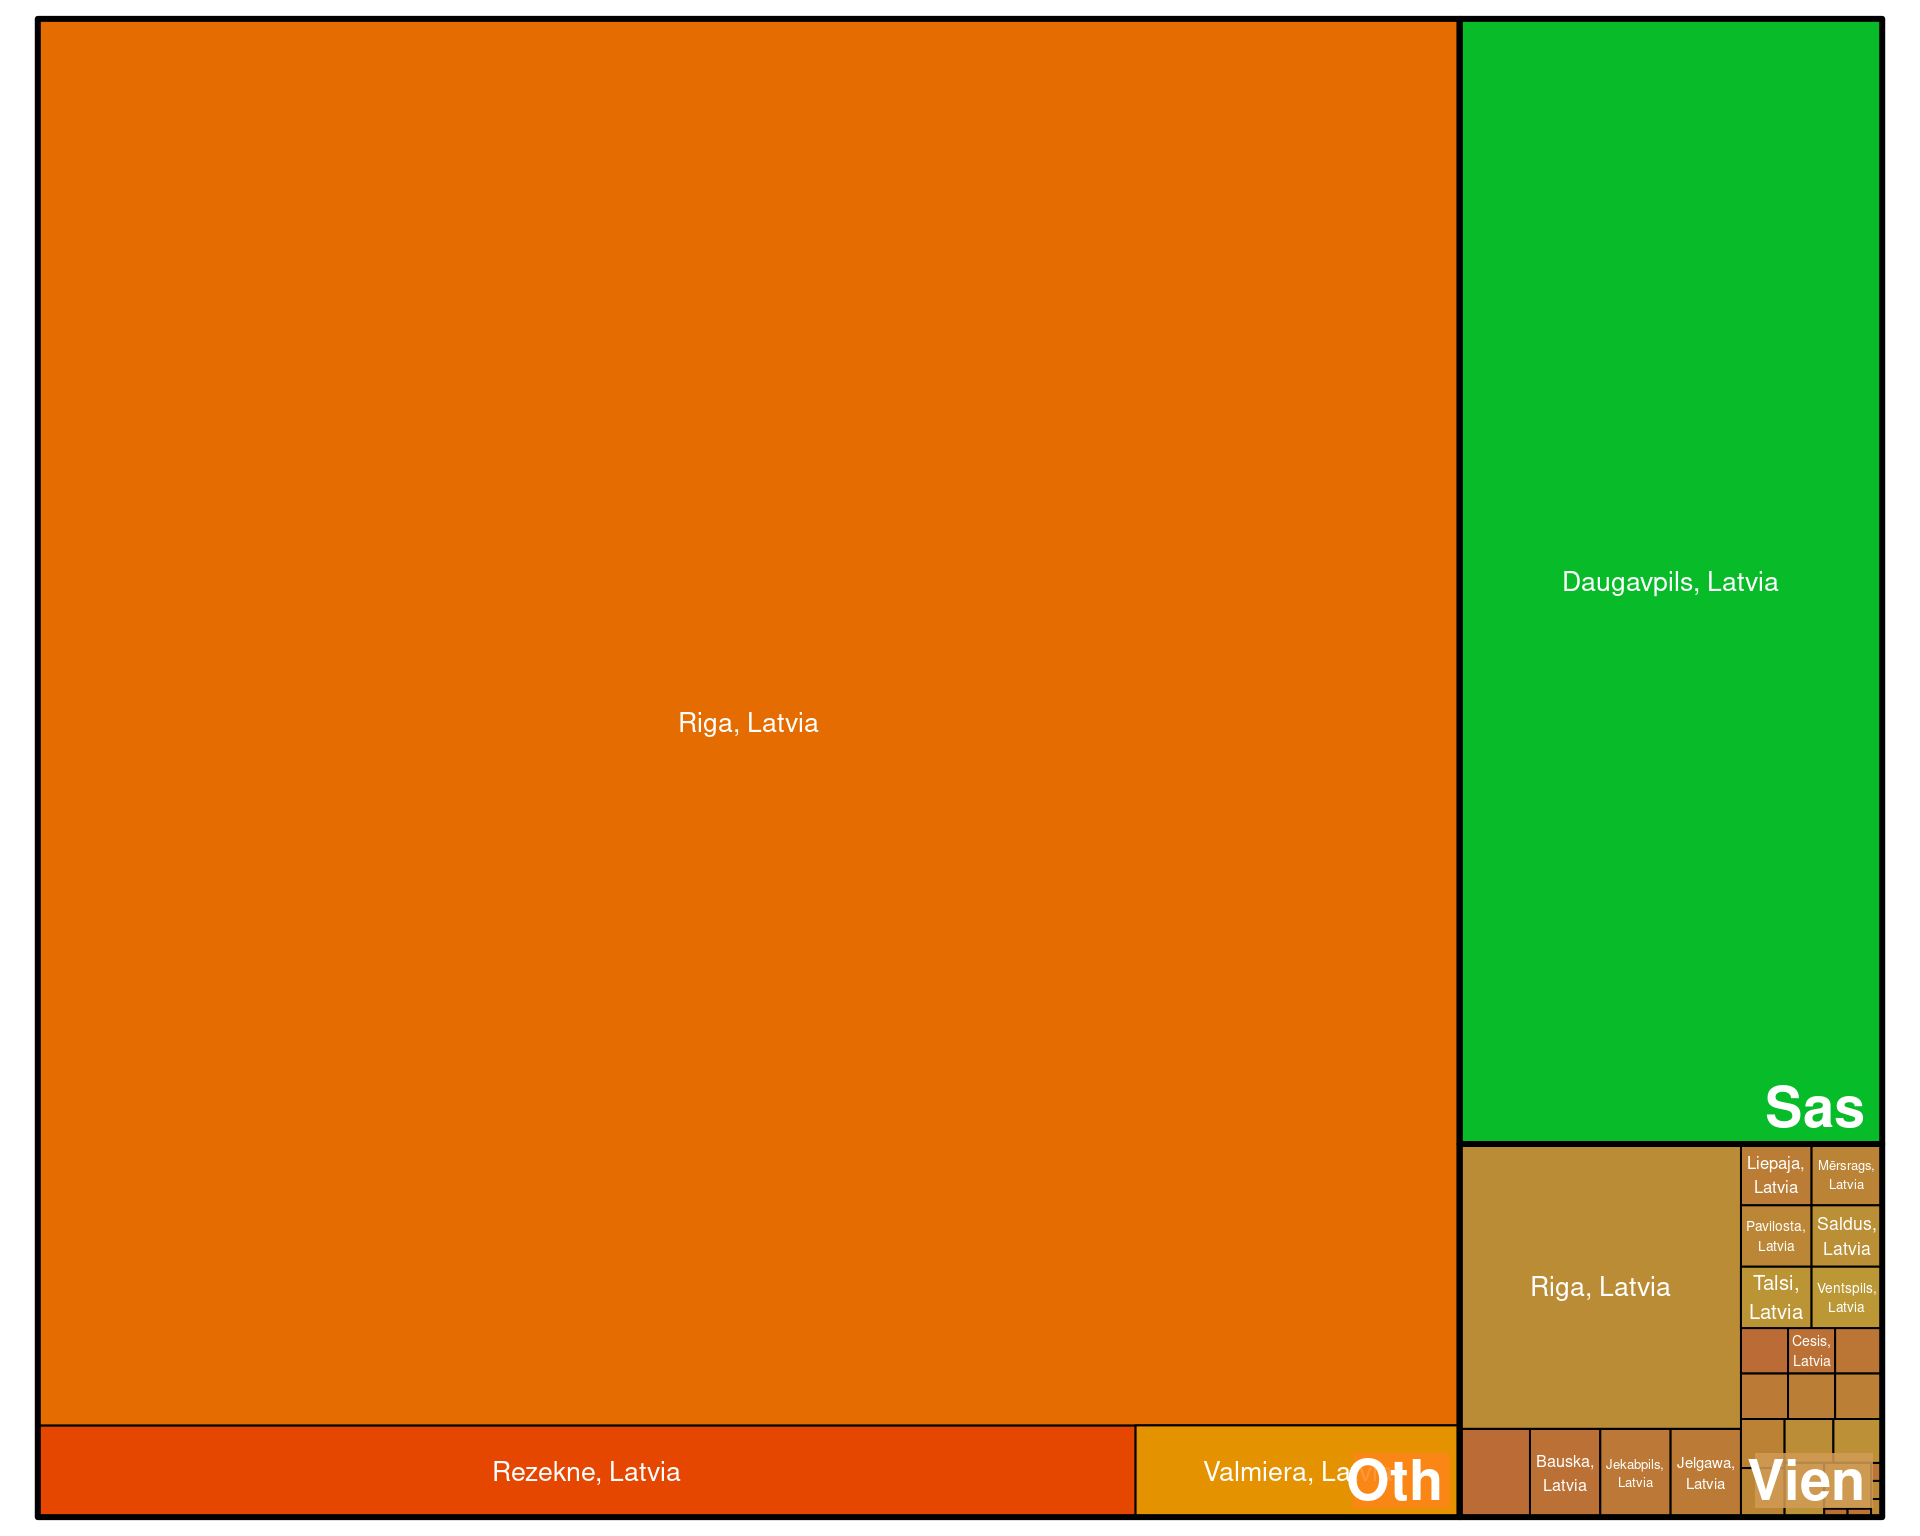 Riga, Latvia
Rezekne, Latvia
Valmiera, La
Oth
Daugavpils, Latvia
Sas
Riga, Latvia
Liepaja,
Latvia
Mērsrags,
Latvia
Pavilosta,
Latvia
Saldus,
Latvia
Talsi,
Latvia
Ventspils,
Latvia
Cesis,
Latvia
Bauska,
Latvia
Jekabpils,
Latvia
Jelgawa,
Latvia
Vien